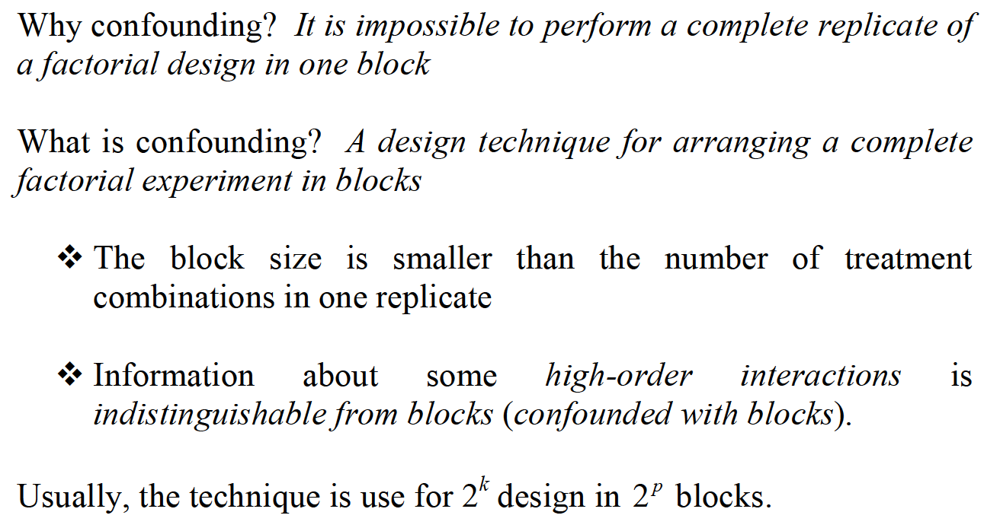 Why confounding? It is impossible to perform a complete replicate of
a factorial design in one block
What is confounding? A design technique for arranging a complete
factorial experiment in blocks
❖ The block size is smaller than the number of treatment
combinations in one replicate
❖ Information about some high-order interactions is
indistinguishable from blocks (confounded with blocks).
Usually, the technique is use for 2^k design in 2^p blocks.